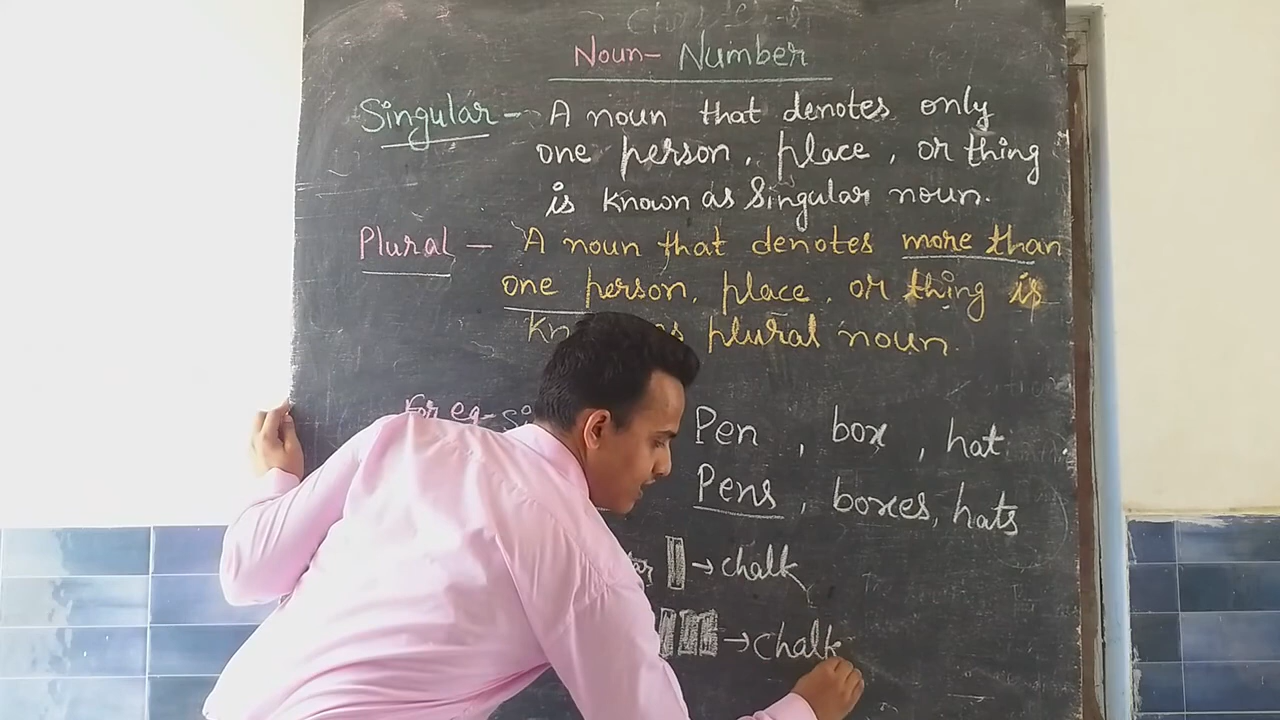 Noun- Number
Singular - A noun that denotes only
one person, place, or thing
is known as Singular noun.
Plural - A noun that denotes more than
one person, place, or thing is
plural noun.
For eg- Pen, box, hat
Pens, boxes, hats
→ chalk
→ chalk